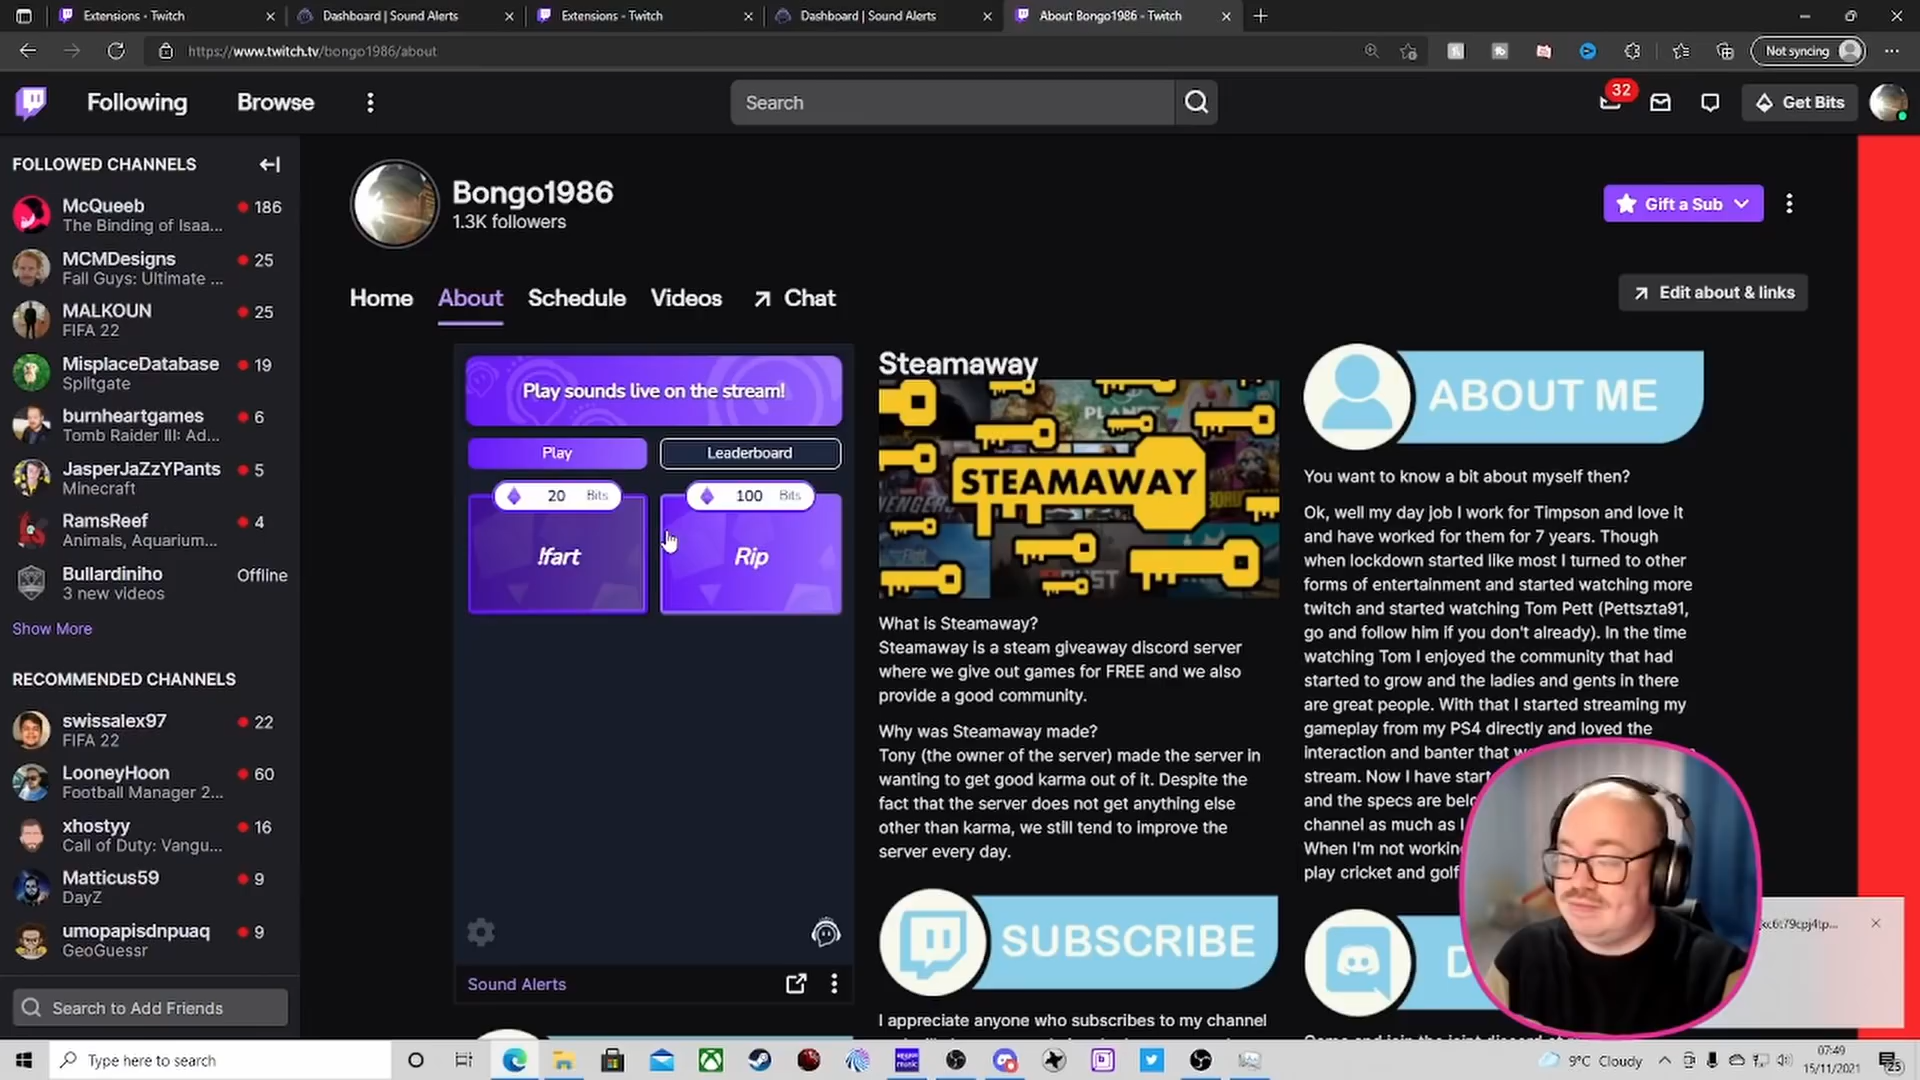 Extensions - Twitch
Dashboard | Sound Alerts
Extensions - Twitch
Dashboard | Sound Alerts
About Bongo1986 - Twitch
https://www.twitch.tv/bongo1986/about
Not syncing
Following
Browse
Search
32
Get Bits
FOLLOWED CHANNELS
McQueeb
186
The Binding of Isaa...
MCMDesigns
25
Fall Guys: Ultimate ...
MALKOUN
25
FIFA 22
MisplaceDatabase
19
Splitgate
burnheartgames
6
Tomb Raider III: Ad...
JasperJaZzYPants
5
Minecraft
RamsReef
4
Animals, Aquarium...
Bullardiniho
Offline
3 new videos
Show More
RECOMMENDED CHANNELS
swissalex97
22
FIFA 22
LooneyHoon
60
Football Manager 2...
xhostyy
16
Call of Duty: Vangu...
Matticus59
9
DayZ
umopapisdnpuaq
9
GeoGuessr
Search to Add Friends
Bongo1986
1.3K followers
Gift a Sub
Home
About
Schedule
Videos
Chat
Edit about & links
Play sounds live on the stream!
Play
Leaderboard
20 Bits
100 Bits
!fart
Rip
Sound Alerts
Steamaway
STEAMAWAY
What is Steamaway?
Steamaway is a steam giveaway discord server
where we give out games for FREE and we also
provide a good community.
Why was Steamaway made?
Tony (the owner of the server) made the server in
wanting to get good karma out of it. Despite the
fact that the server does not get anything else
other than karma, we still tend to improve the
server every day.
SUBSCRIBE
I appreciate anyone who subscribes to my channel
ABOUT ME
You want to know a bit about myself then?
Ok, well my day job I work for Timpson and love it
and have worked for them for 7 years. Though
when lockdown started like most I turned to other
forms of entertainment and started watching more
twitch and started watching Tom Pett (Pettszta91,
go and follow him if you don't already). In the time
watching Tom I enjoyed the community that had
started to grow and the ladies and gents in there
are great people. With that I started streaming my
gameplay from my PS4 directly and loved the
interaction and banter that
stream. Now I have
and the specs are
channel as much as I
When I'm not
play cricket and golf
D
Type here to search
9°C Cloudy
07:49
15/11/2021
25